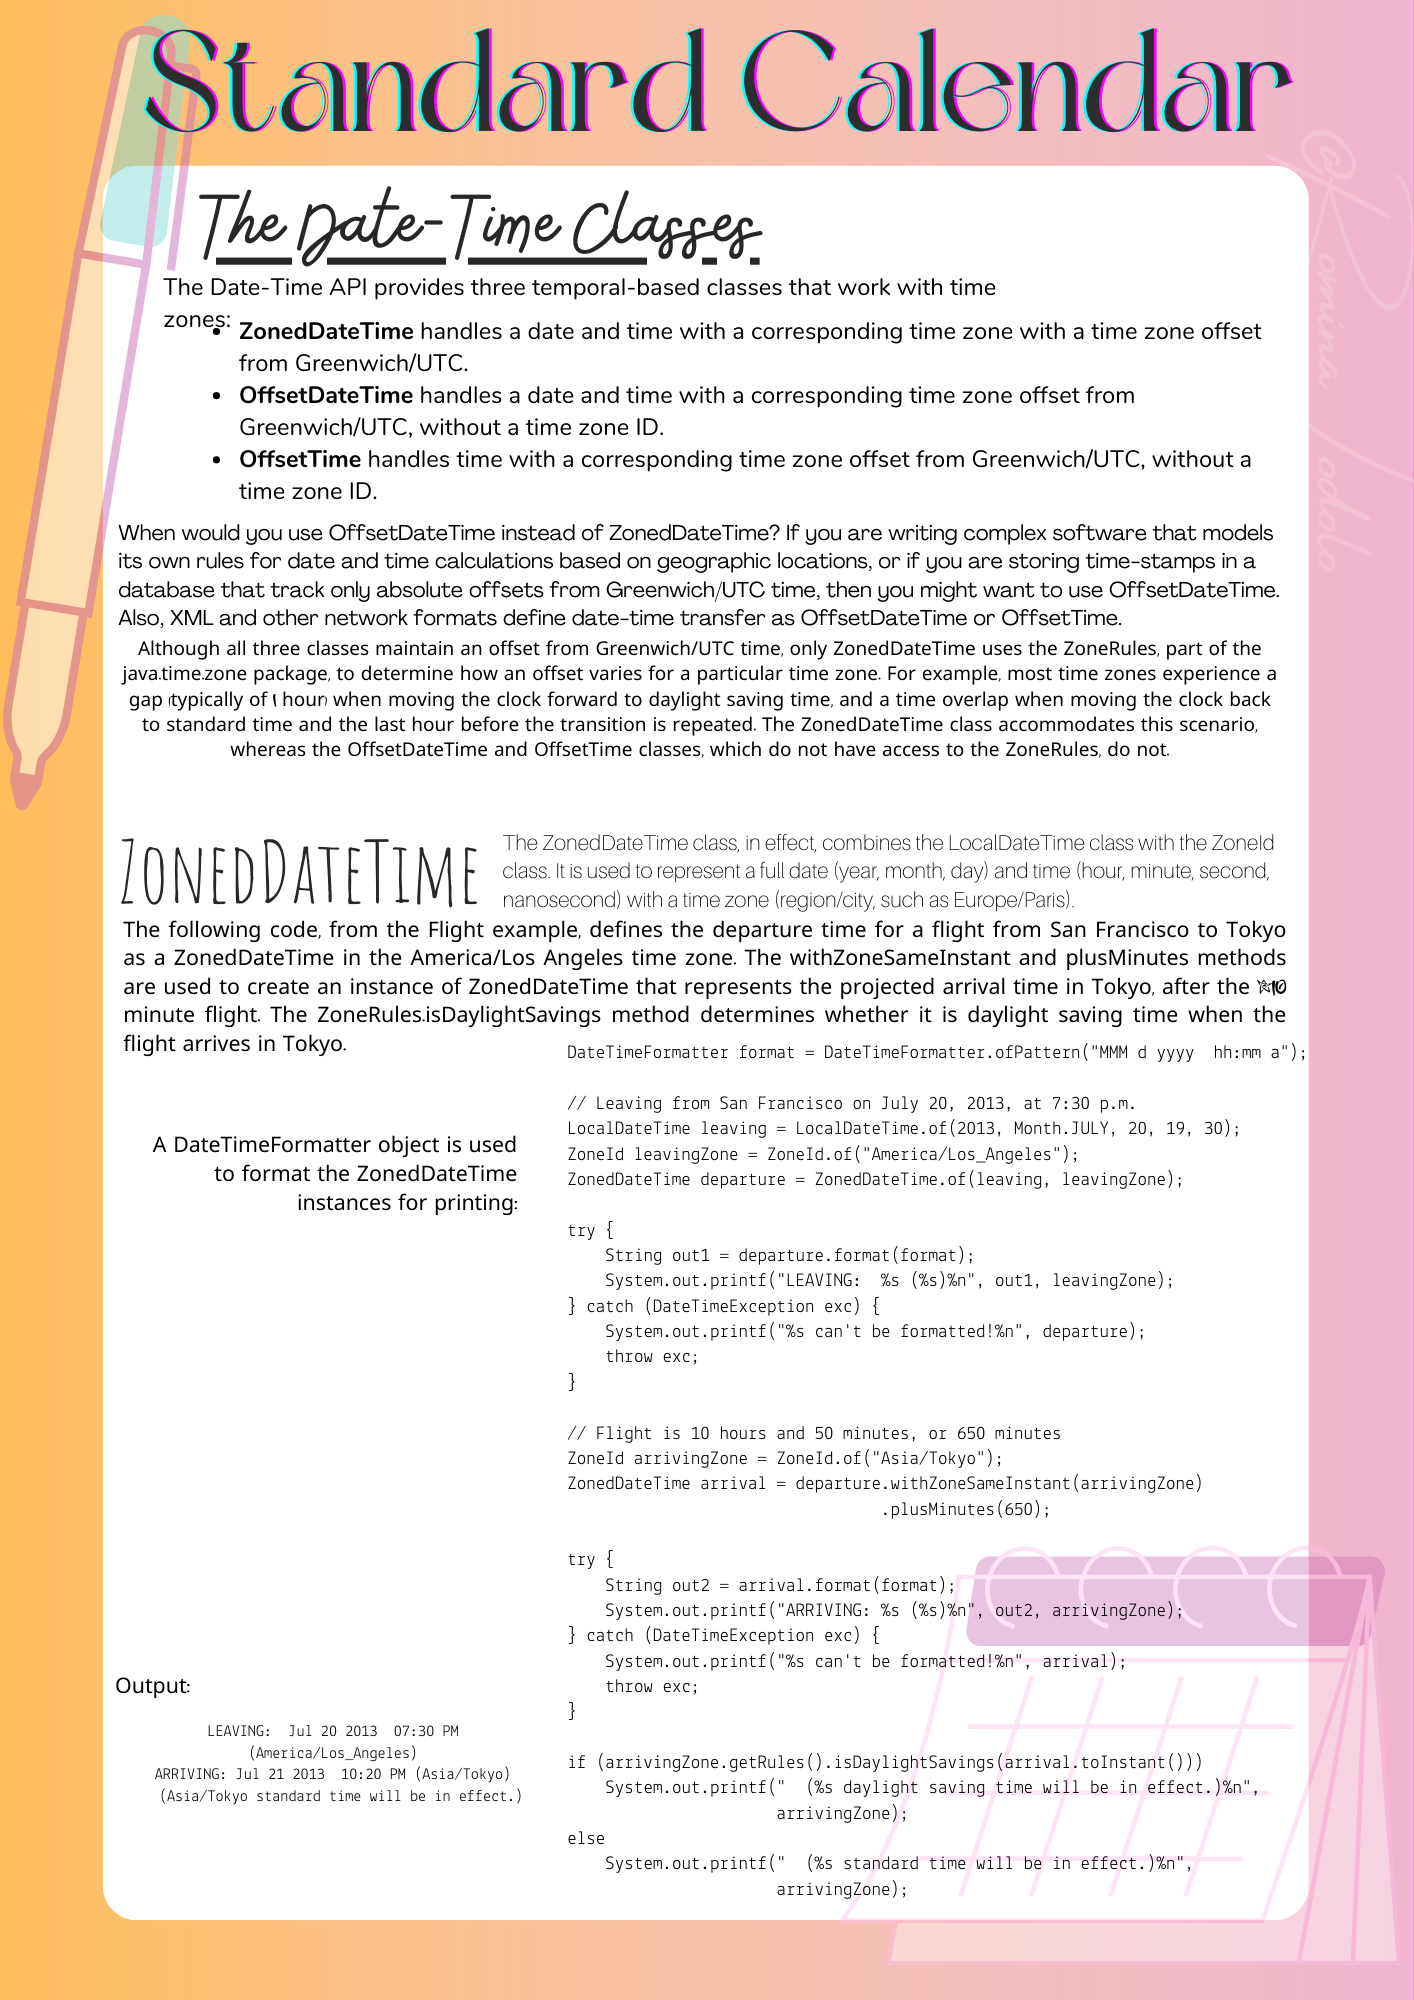 Standard Calendar
The Date-Time Classes
The Date-Time API provides three temporal-based classes that work with time
zones:
• ZonedDateTime handles a date and time with a corresponding time zone with a time zone offset
from Greenwich/UTC.
• OffsetDateTime handles a date and time with a corresponding time zone offset from
Greenwich/UTC, without a time zone ID.
• OffsetTime handles time with a corresponding time zone offset from Greenwich/UTC, without a
time zone ID.
When would you use OffsetDateTime instead of ZonedDateTime? If you are writing complex software that models
its own rules for date and time calculations based on geographic locations, or if you are storing time-stamps in a
database that track only absolute offsets from Greenwich/UTC time, then you might want to use OffsetDateTime.
Also, XML and other network formats define date-time transfer as OffsetDateTime or OffsetTime.
Although all three classes maintain an offset from Greenwich/UTC time, only ZonedDateTime uses the ZoneRules, part of the
java.time.zone package, to determine how an offset varies for a particular time zone. For example, most time zones experience a
gap (typically of 1 hour) when moving the clock forward to daylight saving time, and a time overlap when moving the clock back
to standard time and the last hour before the transition is repeated. The ZonedDateTime class accommodates this scenario,
whereas the OffsetDateTime and OffsetTime classes, which do not have access to the ZoneRules, do not.
ZonedDateTime
The ZonedDateTime class, in effect, combines the LocalDateTime class with the ZoneId
class. It is used to represent a full date (year, month, day) and time (hour, minute, second,
nanosecond) with a time zone (region/city, such as Europe/Paris).
The following code, from the Flight example, defines the departure time for a flight from San Francisco to Tokyo
as a ZonedDateTime in the America/Los Angeles time zone. The withZoneSameInstant and plusMinutes methods
are used to create an instance of ZonedDateTime that represents the projected arrival time in Tokyo, after the
minute flight. The ZoneRules.isDaylightSavings method determines whether it is daylight saving time when the
flight arrives in Tokyo.
A DateTimeFormatter object is used
to format the ZonedDateTime
instances for printing:
DateTimeFormatter format = DateTimeFormatter.ofPattern("MMM d yyyy  hh:mm a");
// Leaving from San Francisco on July 20, 2013, at 7:30 p.m.
LocalDateTime leaving = LocalDateTime.of(2013, Month.JULY, 20, 19, 30);
ZoneId leavingZone = ZoneId.of("America/Los_Angeles");
ZonedDateTime departure = ZonedDateTime.of(leaving, leavingZone);
try {
    String out1 = departure.format(format);
    System.out.printf("LEAVING:  %s (%s)%n", out1, leavingZone);
} catch (DateTimeException exc) {
    System.out.printf("%s can't be formatted!%n", departure);
    throw exc;
}
// Flight is 10 hours and 50 minutes, or 650 minutes
ZoneId arrivingZone = ZoneId.of("Asia/Tokyo");
ZonedDateTime arrival = departure.withZoneSameInstant(arrivingZone)
                                 .plusMinutes(650);
try {
    String out2 = arrival.format(format);
    System.out.printf("ARRIVING: %s (%s)%n", out2, arrivingZone);
} catch (DateTimeException exc) {
    System.out.printf("%s can't be formatted!%n", arrival);
    throw exc;
}
if (arrivingZone.getRules().isDaylightSavings(arrival.toInstant()))
    System.out.printf("  (%s daylight saving time will be in effect.)%n",
                      arrivingZone);
else
    System.out.printf("  (%s standard time will be in effect.)%n",
                      arrivingZone);
Output:
LEAVING:  Jul 20 2013  07:30 PM
(America/Los_Angeles)
ARRIVING: Jul 21 2013  10:20 PM (Asia/Tokyo)
(Asia/Tokyo standard time will be in effect.)
@Romina Iodolo